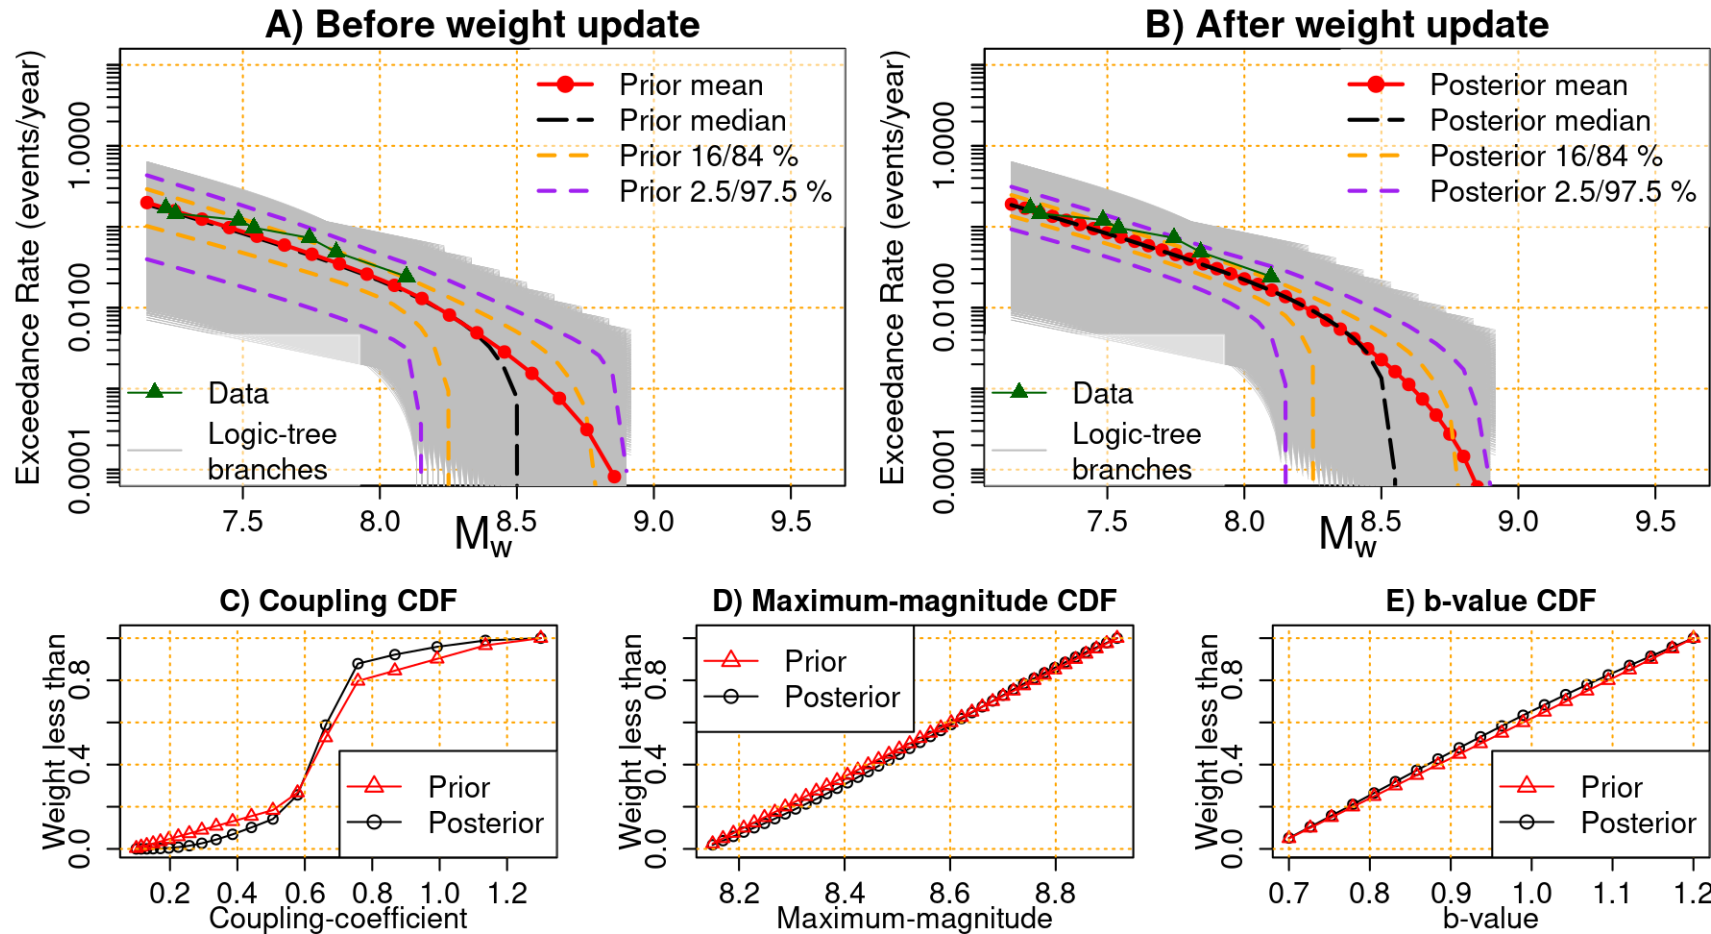 A) Before weight update
Exceedance Rate (events/year)
1.0000
0.0100
0.0001
Prior mean
Prior median
Prior 16/84 %
Prior 2.5/97.5 %
Data
Logic-tree
branches
7.5 8.0 8.5 9.0 9.5
Mw
B) After weight update
Exceedance Rate (events/year)
1.0000
0.0100
0.0001
Posterior mean
Posterior median
Posterior 16/84 %
Posterior 2.5/97.5 %
Data
Logic-tree
branches
7.5 8.0 8.5 9.0 9.5
Mw
C) Coupling CDF
Weight less than
0.8
0.4
0.0
Prior
Posterior
0.2 0.4 0.6 0.8 1.0 1.2
Coupling-coefficient
D) Maximum-magnitude CDF
Weight less than
0.8
0.4
0.0
Prior
Posterior
8.2 8.4 8.6 8.8
Maximum-magnitude
E) b-value CDF
Weight less than
0.8
0.4
0.0
Prior
Posterior
0.7 0.8 0.9 1.0 1.1 1.2
b-value